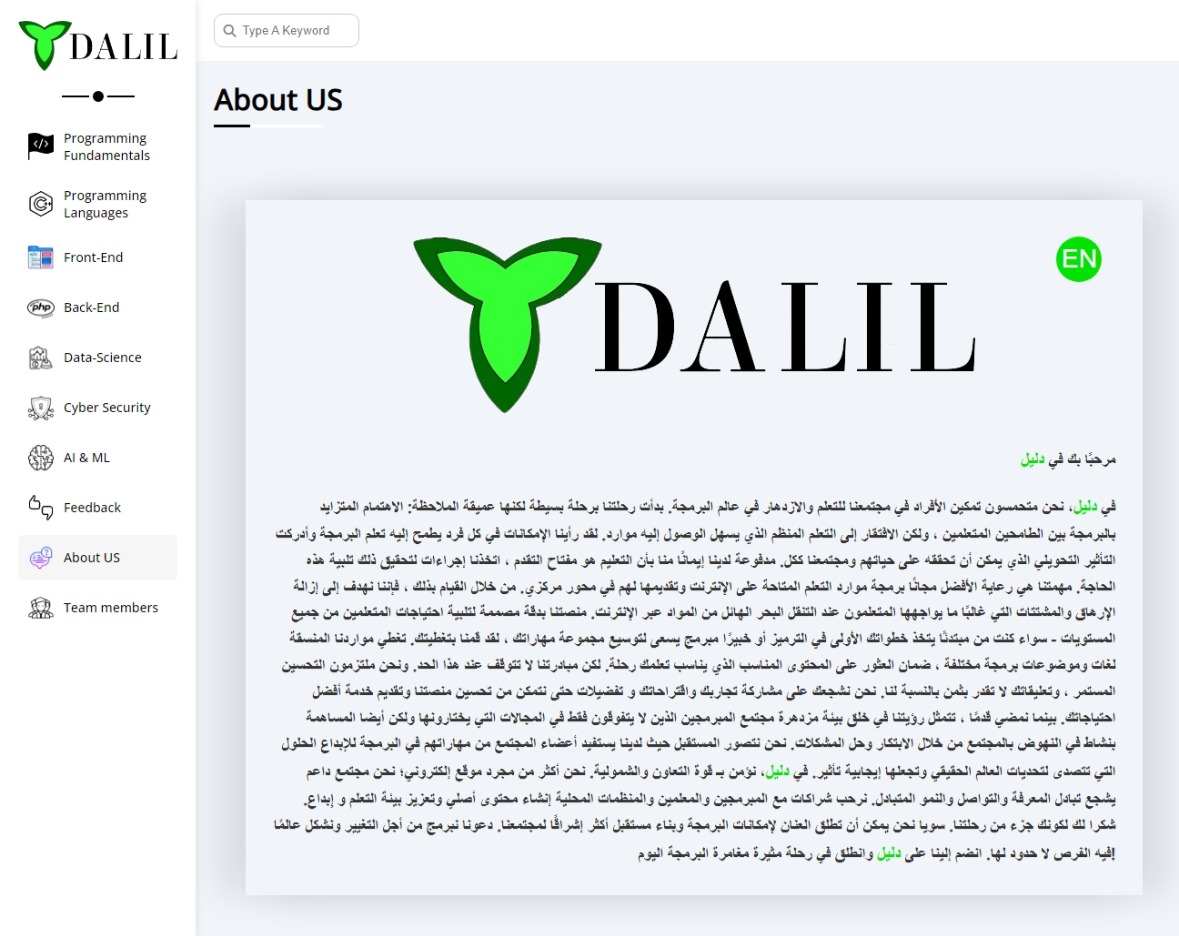 DALIL
Type A Keyword
Programming
Fundamentals
Programming
Languages
Front-End
php
Back-End
Data-Science
Cyber Security
AI & ML
Feedback
About US
Team members
About US
EN
DALIL
مرحبًا بك في دليل
في دليل، نحن متحمسون تمكين الأفراد في مجتمعنا للتعلم والازدهار في عالم البرمجة. بدأت رحلتنا برحلة بسيطة لكنها عميقة الملاحظة: الاهتمام المتزايد
بالبرمجة بين الطامحين المتعلمين ، ولكن الافتقار إلى التعلم المنظم الذي يسهل الوصول إليه موارد. لقد رأينا الإمكانات في كل فرد يطمح إليه تعلم البرمجة وأدركت
التأثير التحويلي الذي يمكن أن تحققه على حياتهم ومجتمعنا ككل. مدفوعة لدينا إيمانًا منا بأن التعليم هو مفتاح التقدم ، اتخذنا إجراءات لتحقيق ذلك تلبية هذه
الحاجة. مهمتنا هي رعاية الأفضل مجانًا برمجة موارد التعلم المتاحة على الإنترنت وتقديمها لهم في محور مركزي. من خلال القيام بذلك ، فإننا نهدف إلى إزالة
الإرهاق والمشتتات التي غالبًا ما يواجهها المتعلمون عند التنقل البحر الهائل من المواد عبر الإنترنت. منصتنا بدقة مصممة لتلبية احتياجات المتعلمين من جميع
المستويات - سواء كنت من مبتدئًا يتخذ خطواتك الأولى في الترميز أو خبيرًا مبرمج يسعى لتوسيع مجموعة مهاراتك ، لقد قمنا بتغطيتك. تغطي مواردنا المنسقة
لغات وموضوعات برمجة مختلفة ، ضمان العثور على المحتوى المناسب الذي يناسب تعلمك رحلة. لكن مبادرتنا لا تتوقف عند هذا الحد. ونحن ملتزمون التحسين
المستمر ، وتعليقاتك لا تقدر بثمن بالنسبة لنا. نحن نشجعك على مشاركة تجاربك واقتراحاتك و تفضيلات حتى نتمكن من تحسين منصتنا وتقديم خدمة أفضل
احتياجاتك. بينما نمضي قدمًا ، تتمثل رؤيتنا في خلق بيئة مزدهرة مجتمع المبرمجين الذين لا يتفوقون فقط في المجالات التي يختارونها ولكن أيضا المساهمة
بنشاط في النهوض بالمجتمع من خلال الابتكار وحل المشكلات. نحن نتصور المستقبل حيث لدينا يستفيد أعضاء المجتمع من مهاراتهم في البرمجة للإبداع الحلول
التي تتصدى لتحديات العالم الحقيقي وتجعلها إيجابية تأثير. في دليل، نؤمن بـ قوة التعاون والشمولية. نحن أكثر من مجرد موقع إلكتروني؛ نحن مجتمع داعم
يشجع تبادل المعرفة والتواصل والنمو المتبادل. نرحب شراكات مع المبرمجين والمعلمين والمنظمات المحلية إنشاء محتوى أصلي وتعزيز بيئة التعلم و إبداع.
شكرا لك لكونك جزء من رحلتنا. سويا نحن يمكن أن تطلق العنان لإمكانات البرمجة وبناء مستقبل أكثر إشراقًا لمجتمعنا. دعونا نبرمج من أجل التغيير ونشكل عالمًا
!فيه الفرص لا حدود لها. انضم إلينا على دليل وانطلق في رحلة مثيرة مغامرة البرمجة اليوم